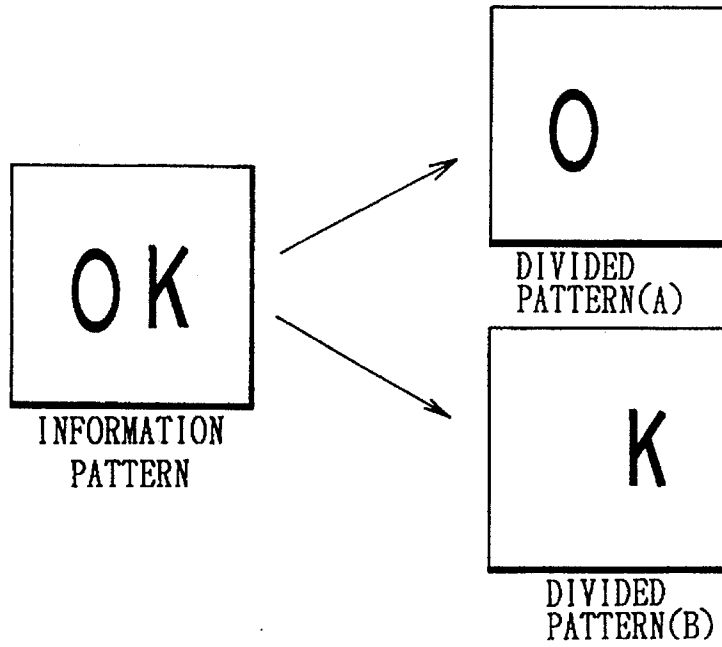 OK
INFORMATION
PATTERN
O
DIVIDED
PATTERN(A)
K
DIVIDED
PATTERN(B)